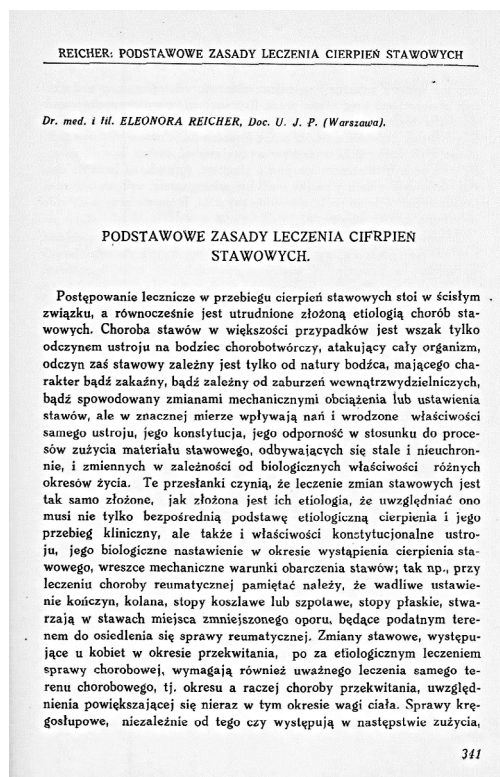 REICHER: PODSTAWOWE ZASADY LECZENIA CIERPIEŃ STAWOWYCH
Dr. med. i fil. ELEONORA REICHER, Doc. U. J. P. (Warszawa).
PODSTAWOWE ZASADY LECZENIA CIFRPIEŃ
STAWOWYCH.
Postępowanie lecznicze w przebiegu cierpień stawowych stoi w ścisłym
związku, a równocześnie jest utrudnione złożoną etiologią chorób sta-
wowych. Choroba stawów w większości przypadków jest wszak tylko
odczynem ustroju na bodziec chorobotwórczy, atakujący cały organizm,
odczyn zaś stawowy zależny jest tylko od natury bodźca, mającego cha-
rakter bądź zakaźny, bądź zależny od zaburzeń wewnątrzwydzielniczych,
bądź spowodowany zmianami mechanicznymi obciążenia lub ustawienia
stawów, ale w znacznej mierze wpływają nań i wrodzone właściwości
samego ustroju, jego konstytucja, jego odporność w stosunku do proce-
sów zużycia materiału stawowego, odbywających się stale i nieuchron-
nie, i zmiennych w zależności od biologicznych właściwości różnych
okresów życia. Te przesłanki czynią, że leczenie zmian stawowych jest
tak samo złożone, jak złożona jest ich etiologia, że uwzględniać ono
musi nie tylko bezpośrednią podstawę etiologiczną cierpienia i jego
przebieg kliniczny, ale także i właściwości konstytucjonalne ustro-
ju, jego biologiczne nastawienie w okresie wystąpienia cierpienia sta-
wowego, wreszce mechaniczne warunki obarczenia stawów; tak np., przy
leczeniu choroby reumatycznej pamiętać należy, że wadliwe ustawie-
nie kończyn, kolana, stopy koszlawe lub szpotawe, stopy płaskie, stwa-
rzają w stawach miejsca zmniejszonego oporu, będące podatnym tere-
nem do osiedlenia się sprawy reumatycznej. Zmiany stawowe, występu-
jące u kobiet w okresie przekwitania, po za etiologicznym leczeniem
sprawy chorobowej, wymagają również uważnego leczenia samego te-
renu chorobowego, tj. okresu a raczej choroby przekwitania, uwzględ-
nienia powiększającej się nieraz w tym okresie wagi ciała. Sprawy krę-
gosłupowe, niezależnie od tego czy występują w następstwie zużycia,
341